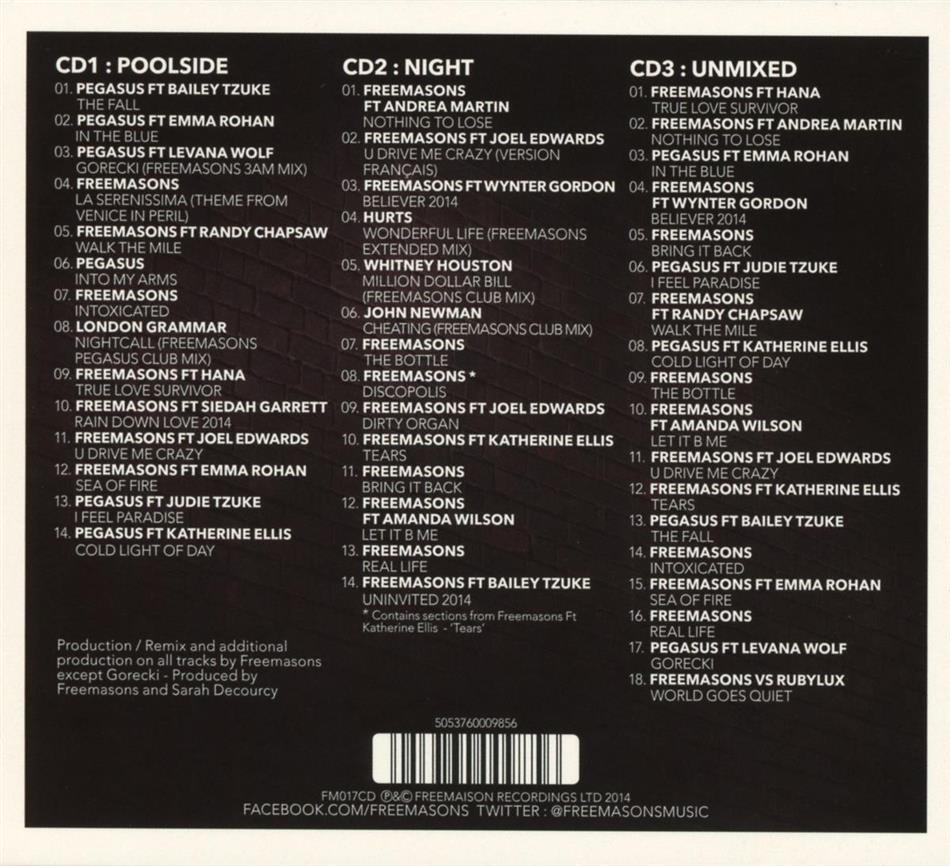 CD1 : POOLSIDE
01. PEGASUS FT BAILEY TZUKE
THE FALL
02. PEGASUS FT EMMA ROHAN
IN THE BLUE
03. PEGASUS FT LEVANA WOLF
GORECKI (FREEMASONS 3AM MIX)
04. FREEMASONS
LA SERENISSIMA (THEME FROM
VENICE IN PERIL)
05. FREEMASONS FT RANDY CHAPSAW
WALK THE MILE
06. PEGASUS
INTO MY ARMS
07. FREEMASONS
INTOXICATED
08. LONDON GRAMMAR
NIGHTCALL (FREEMASONS
PEGASUS CLUB MIX)
09. FREEMASONS FT HANA
TRUE LOVE SURVIVOR
10. FREEMASONS FT SIEDAH GARRETT
RAIN DOWN LOVE 2014
11. FREEMASONS FT JOEL EDWARDS
U DRIVE ME CRAZY
12. FREEMASONS FT EMMA ROHAN
SEA OF FIRE
13. PEGASUS FT JUDIE TZUKE
I FEEL PARADISE
14. PEGASUS FT KATHERINE ELLIS
COLD LIGHT OF DAY
Production / Remix and additional
production on all tracks by Freemasons
except Gorecki - Produced by
Freemasons and Sarah Decourcy
CD2 : NIGHT
01. FREEMASONS
FT ANDREA MARTIN
NOTHING TO LOSE
02. FREEMASONS FT JOEL EDWARDS
U DRIVE ME CRAZY (VERSION
FRANÇAIS)
03. FREEMASONS FT WYNTER GORDON
BELIEVER 2014
04. HURTS
WONDERFUL LIFE (FREEMASONS
EXTENDED MIX)
05. WHITNEY HOUSTON
MILLION DOLLAR BILL
(FREEMASONS CLUB MIX)
06. JOHN NEWMAN
CHEATING (FREEMASONS CLUB MIX)
07. FREEMASONS
THE BOTTLE
08. FREEMASONS *
DISCOPOLIS
09. FREEMASONS FT JOEL EDWARDS
DIRTY ORGAN
10. FREEMASONS FT KATHERINE ELLIS
TEARS
11. FREEMASONS
BRING IT BACK
12. FREEMASONS
FT AMANDA WILSON
LET IT B ME
13. FREEMASONS
REAL LIFE
14. FREEMASONS FT BAILEY TZUKE
UNINVITED 2014
* Contains sections from Freemasons Ft
Katherine Ellis - 'Tears'
CD3 : UNMIXED
01. FREEMASONS FT HANA
TRUE LOVE SURVIVOR
02. FREEMASONS FT ANDREA MARTIN
NOTHING TO LOSE
03. PEGASUS FT EMMA ROHAN
IN THE BLUE
04. FREEMASONS
FT WYNTER GORDON
BELIEVER 2014
05. FREEMASONS
BRING IT BACK
06. PEGASUS FT JUDIE TZUKE
I FEEL PARADISE
07. FREEMASONS
FT RANDY CHAPSAW
WALK THE MILE
08. PEGASUS FT KATHERINE ELLIS
COLD LIGHT OF DAY
09. FREEMASONS
THE BOTTLE
10. FREEMASONS
FT AMANDA WILSON
LET IT B ME
11. FREEMASONS FT JOEL EDWARDS
U DRIVE ME CRAZY
12. FREEMASONS FT KATHERINE ELLIS
TEARS
13. PEGASUS FT BAILEY TZUKE
THE FALL
14. FREEMASONS
INTOXICATED
15. FREEMASONS FT EMMA ROHAN
SEA OF FIRE
16. FREEMASONS
REAL LIFE
17. PEGASUS FT LEVANA WOLF
GORECKI
18. FREEMASONS VS RUBYLUX
WORLD GOES QUIET
5053760009856
FM017CD ℗&© FREEMAISON RECORDINGS LTD 2014
FACEBOOK.COM/FREEMASONS TWITTER : @FREEMASONSMUSIC